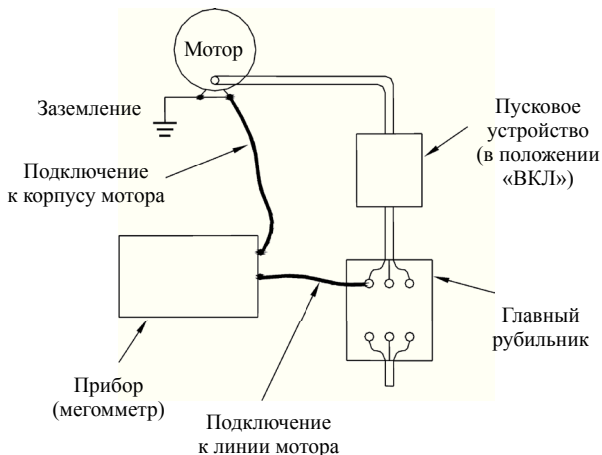 Мотор
Заземление
Пусковое
устройство
(в положении
«ВКЛ»)
Подключение
к корпусу мотора
Главный
рубильник
Прибор
(мегомметр)
Подключение
к линии мотора